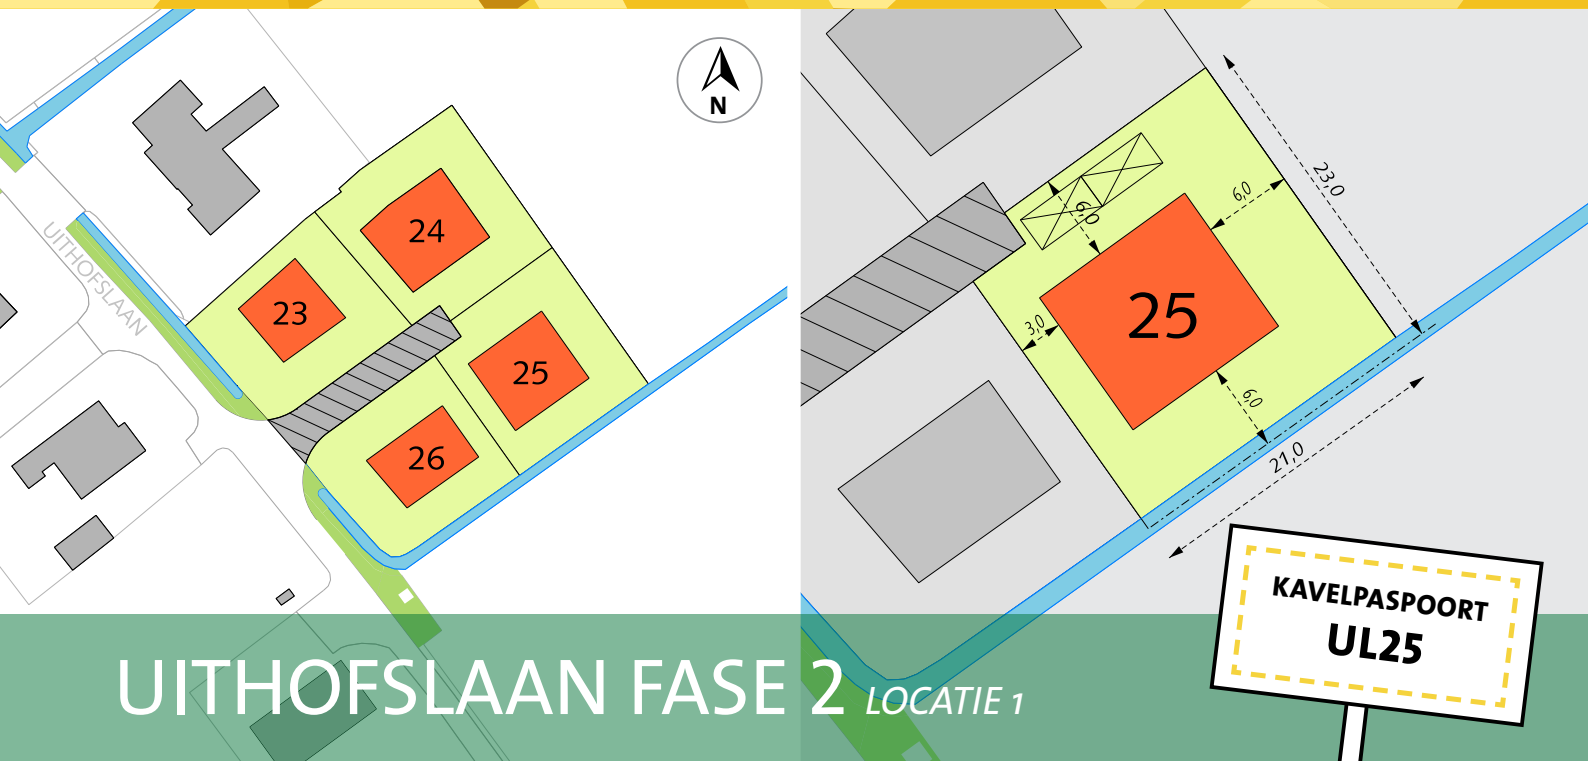 N
UITHOFSLAAN
24
23
25
26
23,0
6,0
6,0
25
3,0
6,0
21,0
KAVELPASPOORT
UL25
UITHOFSLAAN FASE 2 LOCATIE 1